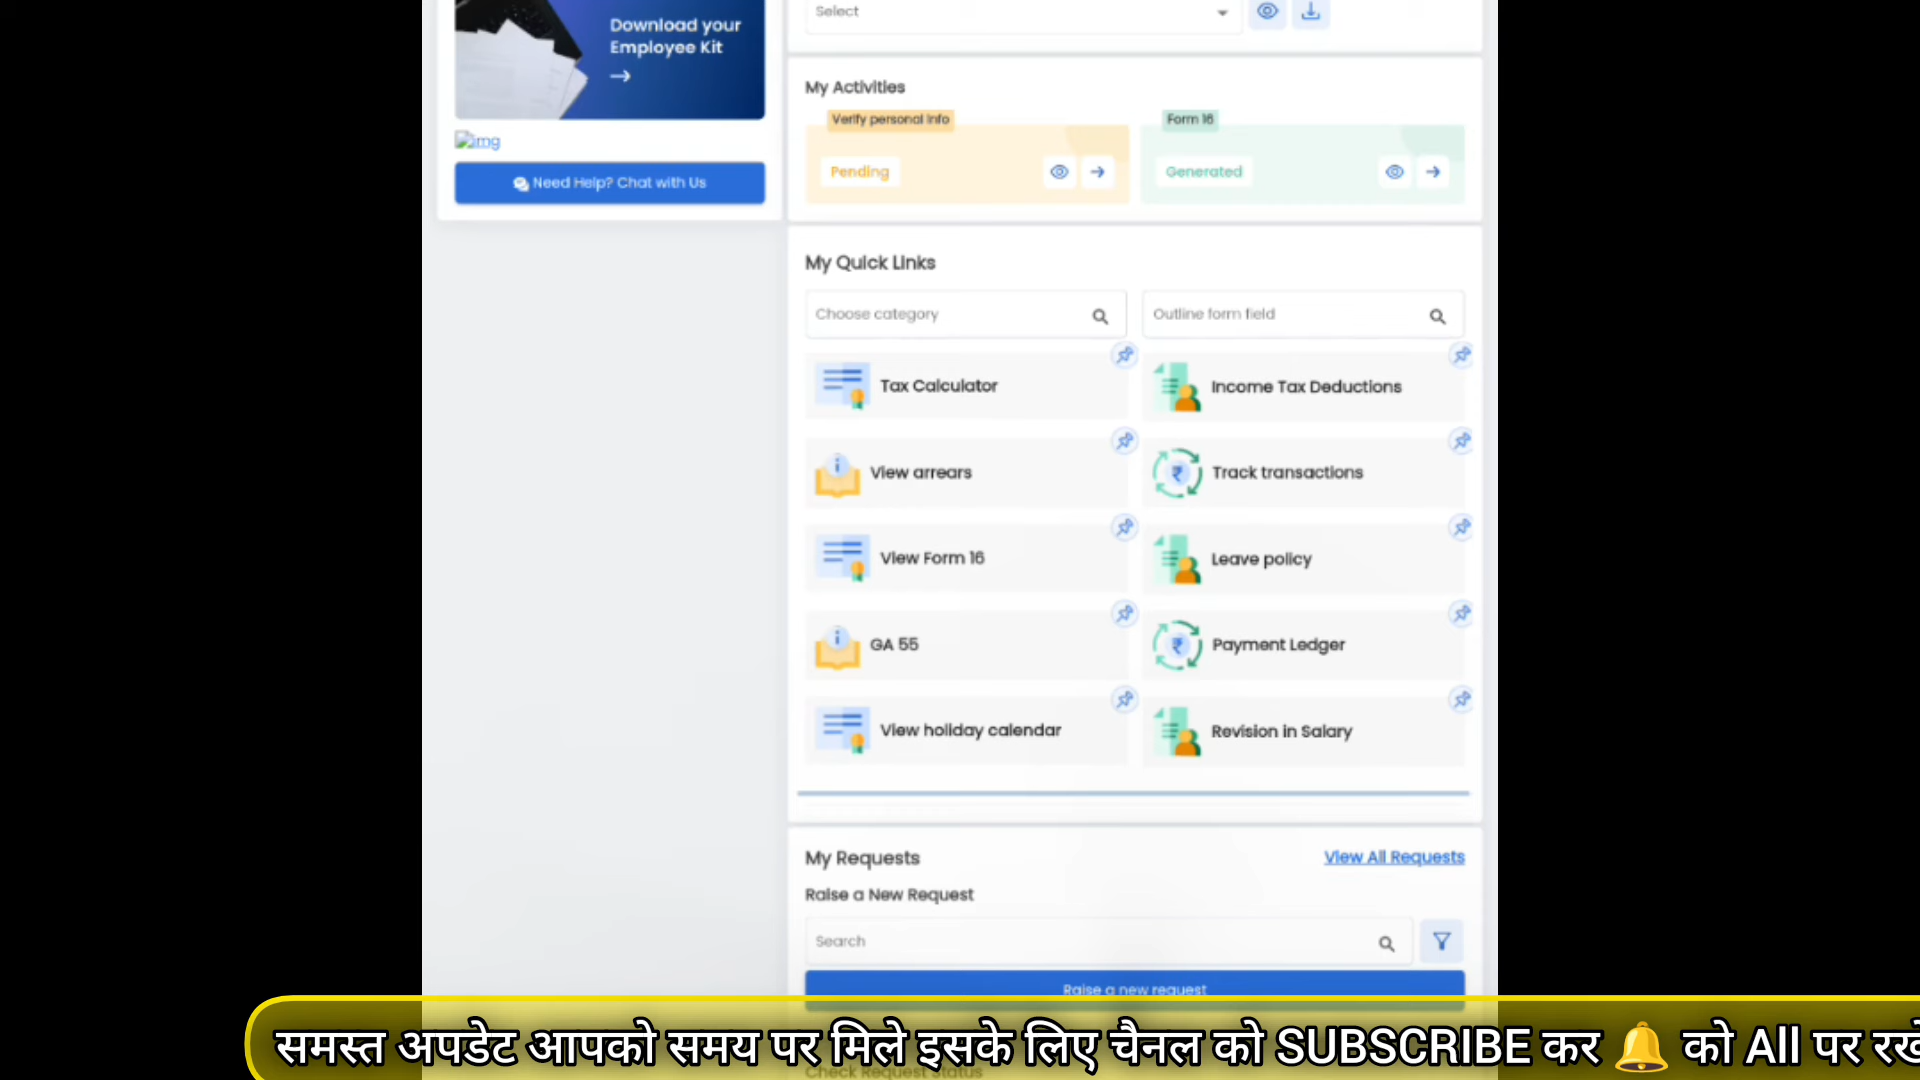 Download your
Employee Kit
img
Need Help? Chat with Us
Select
My Activities
Verify personal info
Form 16
Pending
Generated
My Quick Links
Choose category
Outline form field
Tax Calculator
Income Tax Deductions
View arrears
Track transactions
View Form 16
Leave policy
GA 55
Payment Ledger
View holiday calendar
Revision in Salary
My Requests
View All Requests
Raise a New Request
Search
Raise a new request
समस्त अपडेट आपको समय पर मिले इसके लिए चैनल को SUBSCRIBE कर 🔔 को All पर रखें
Check Request Status